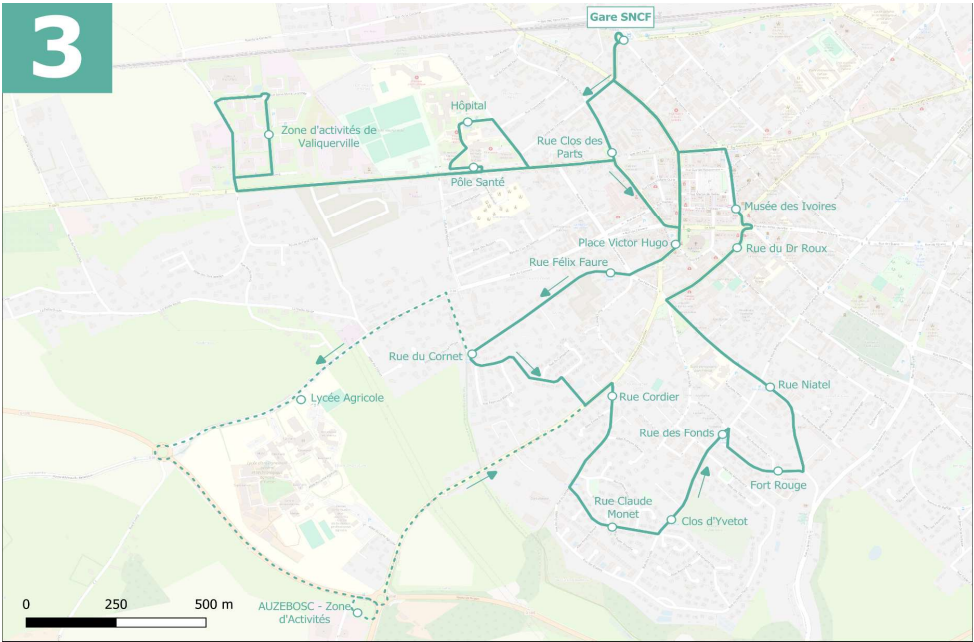 3
Gare SNCF
Hôpital
Zone d'activités de
Valiquerville
Rue Clos des
Parts
Pôle Santé
Musée des Ivoires
Place Victor Hugo
Rue du Dr Roux
Rue Félix Faure
Rue du Cornet
Rue Niatel
Lycée Agricole
Rue Cordier
Rue des Fonds
Fort Rouge
Rue Claude
Monet
Clos d'Yvetot
0 250 500 m
AUZEBOSC - Zone
d'Activités